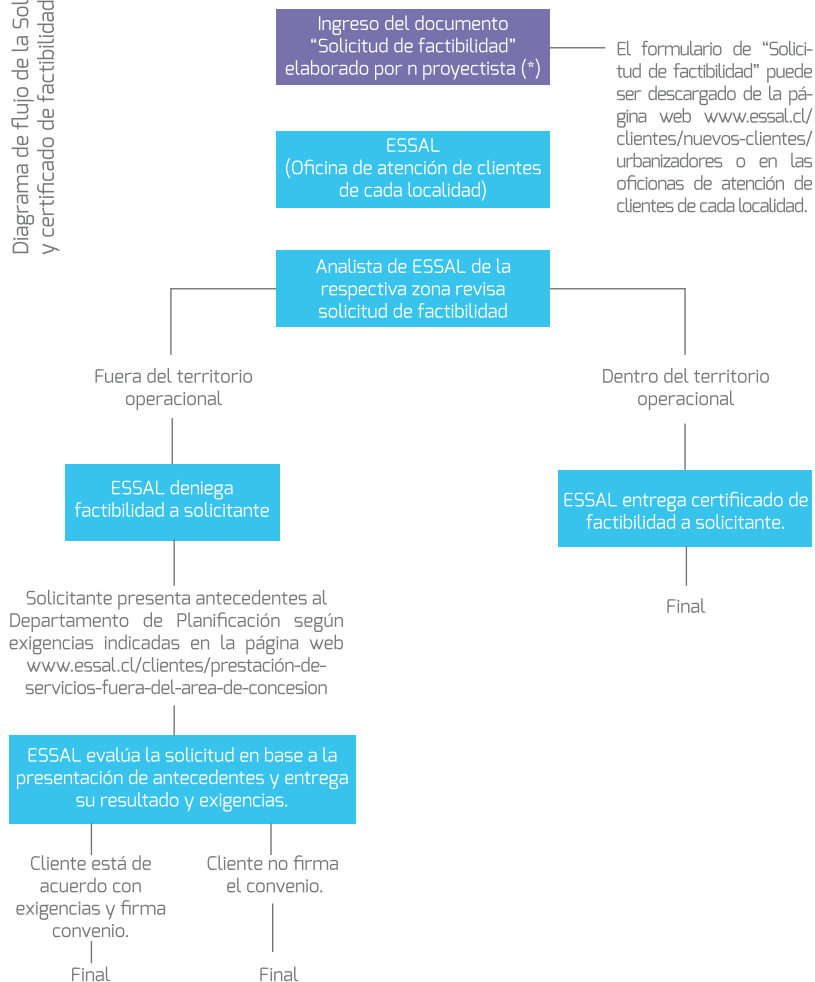 Diagrama de flujo de la Sol
y certificado de factibilidad
Ingreso del documento
“Solicitud de factibilidad”
elaborado por n proyectista (*)
El formulario de “Solici-
tud de factibilidad” puede
ser descargado de la pá-
gina web www.essal.cl/
clientes/nuevos-clientes/
urbanizadores o en las
oficionas de atención de
clientes de cada localidad.
ESSAL
(Oficina de atención de clientes
de cada localidad)
Analista de ESSAL de la
respectiva zona revisa
solicitud de factibilidad
Fuera del territorio
operacional
Dentro del territorio
operacional
ESSAL deniega
factibilidad a solicitante
ESSAL entrega certifiicado de
factibilidad a solicitante.
Final
Solicitante presenta antecedentes al
Departamento de Planificación según
exigencias indicadas en la página web
www.essal.cl/clientes/prestación-de-
servicios-fuera-del-area-de-concesion
ESSAL evalúa la solicitud en base a la
presentación de antecedentes y entrega
su resultado y exigencias.
Cliente está de
acuerdo con
exigencias y firma
convenio.
Final
Cliente no firma
el convenio.
Final